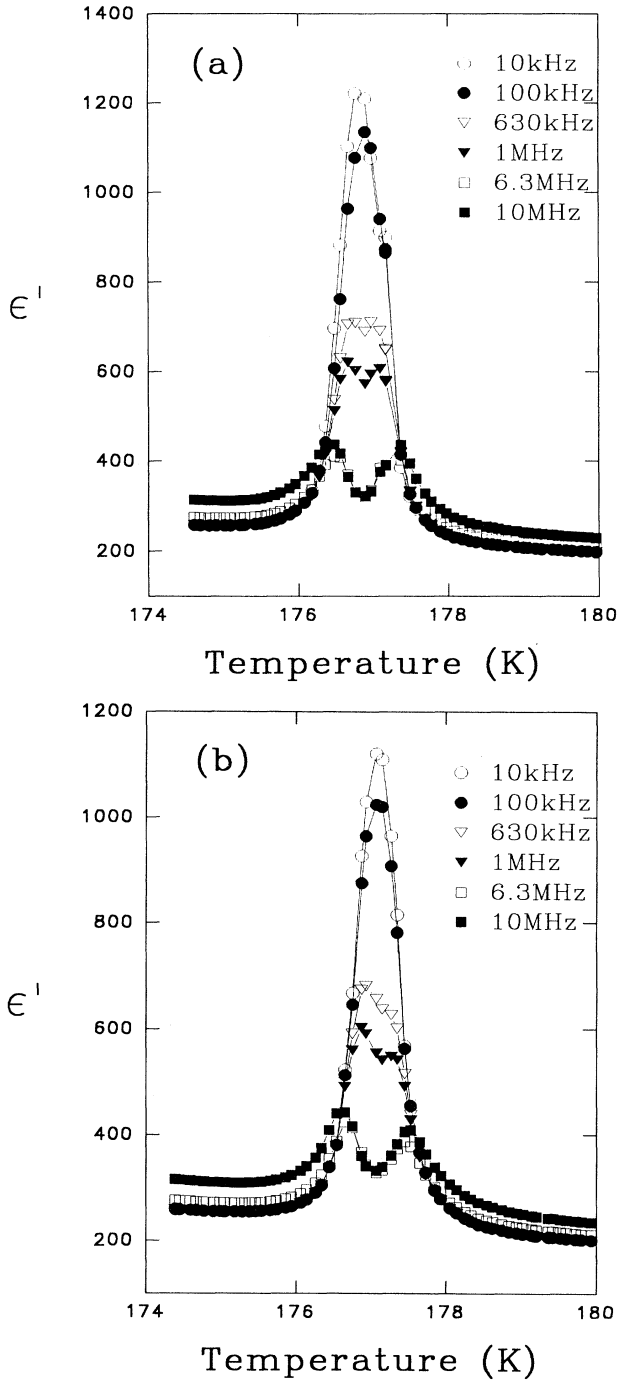 1400
(a)
10kHz
1200
100kHz
630kHz
1MHz
1000
6.3MHz
10MHz
800
ϵ'
600
400
200
174 176 178 180
Temperature (K)
1200
(b)
10kHz
100kHz
1000
630kHz
1MHz
6.3MHz
10MHz
800
ϵ'
600
400
200
174 176 178 180
Temperature (K)